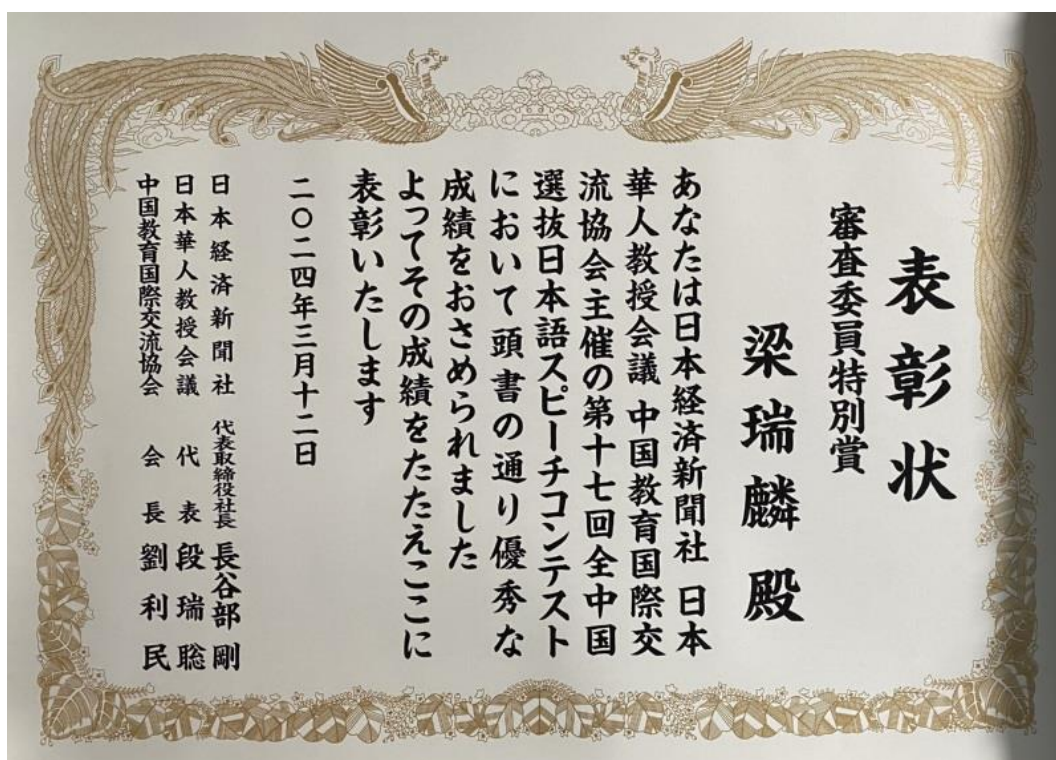 表彰状
審査委員特別賞
梁瑞麟 殿
あなたは日本経済新聞社 日本
華人教授会議 中国教育国際交
流協会主催の第十七回全中国
選抜日本語スピーチコンテスト
において頭書の通り優秀な
成績をおさめられました
よってその成績をたたえここに
表彰いたします
二〇二四年三月十二日
日本経済新聞社 代表取締役社長 長谷部剛
日本華人教授会議 代表 段瑞聡
中国教育国際交流協会 会長 劉利民